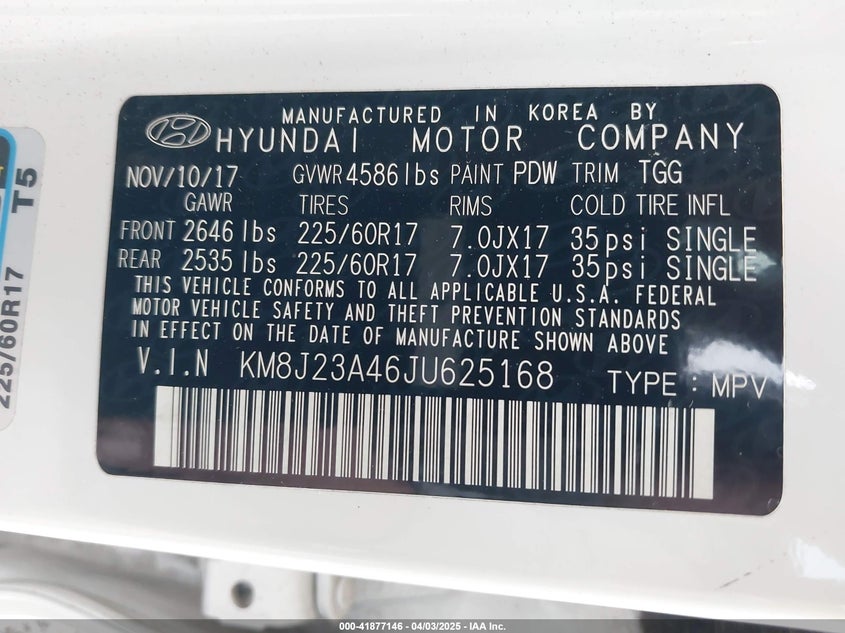 MANUFACTURED IN KOREA BY
HYUNDAI MOTOR COMPANY
NOV/10/17 GVWR 4586lbs PAINT PDW TRIM TGG
GAWR TIRES RIMS COLD TIRE INFL
FRONT 2646 lbs 225/60R17 7.0JX17 35psi SINGLE
REAR 2535 lbs 225/60R17 7.0JX17 35psi SINGLE
THIS VEHICLE CONFORMS TO ALL APPLICABLE U.S.A. FEDERAL
MOTOR VEHICLE SAFETY AND THEFT PREVENTION STANDARDS
IN EFFECT ON THE DATE OF MANUFACTURE SHOWN ABOVE
V.I.N KM8J23A46JU625168 TYPE : MPV
T5
225/60R17
000-41877146 - 04/03/2025 - IAA Inc.